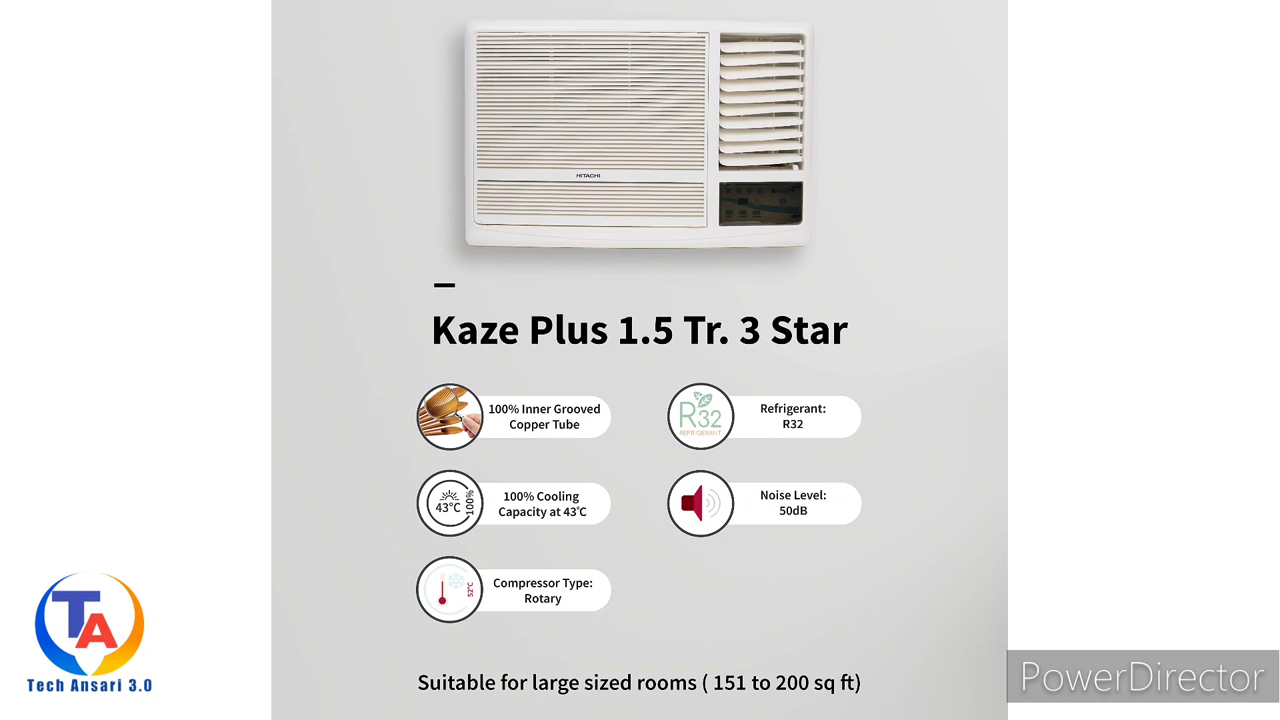 HITACHI
Kaze Plus 1.5 Tr. 3 Star
100% Inner Grooved
Copper Tube
R32
REFRIGERANT
Refrigerant:
R32
43°C
100%
100% Cooling
Capacity at 43°C
Noise Level:
50dB
52°C
Compressor Type:
Rotary
Suitable for large sized rooms ( 151 to 200 sq ft)
TA
Tech Ansari 3.0
PowerDirector